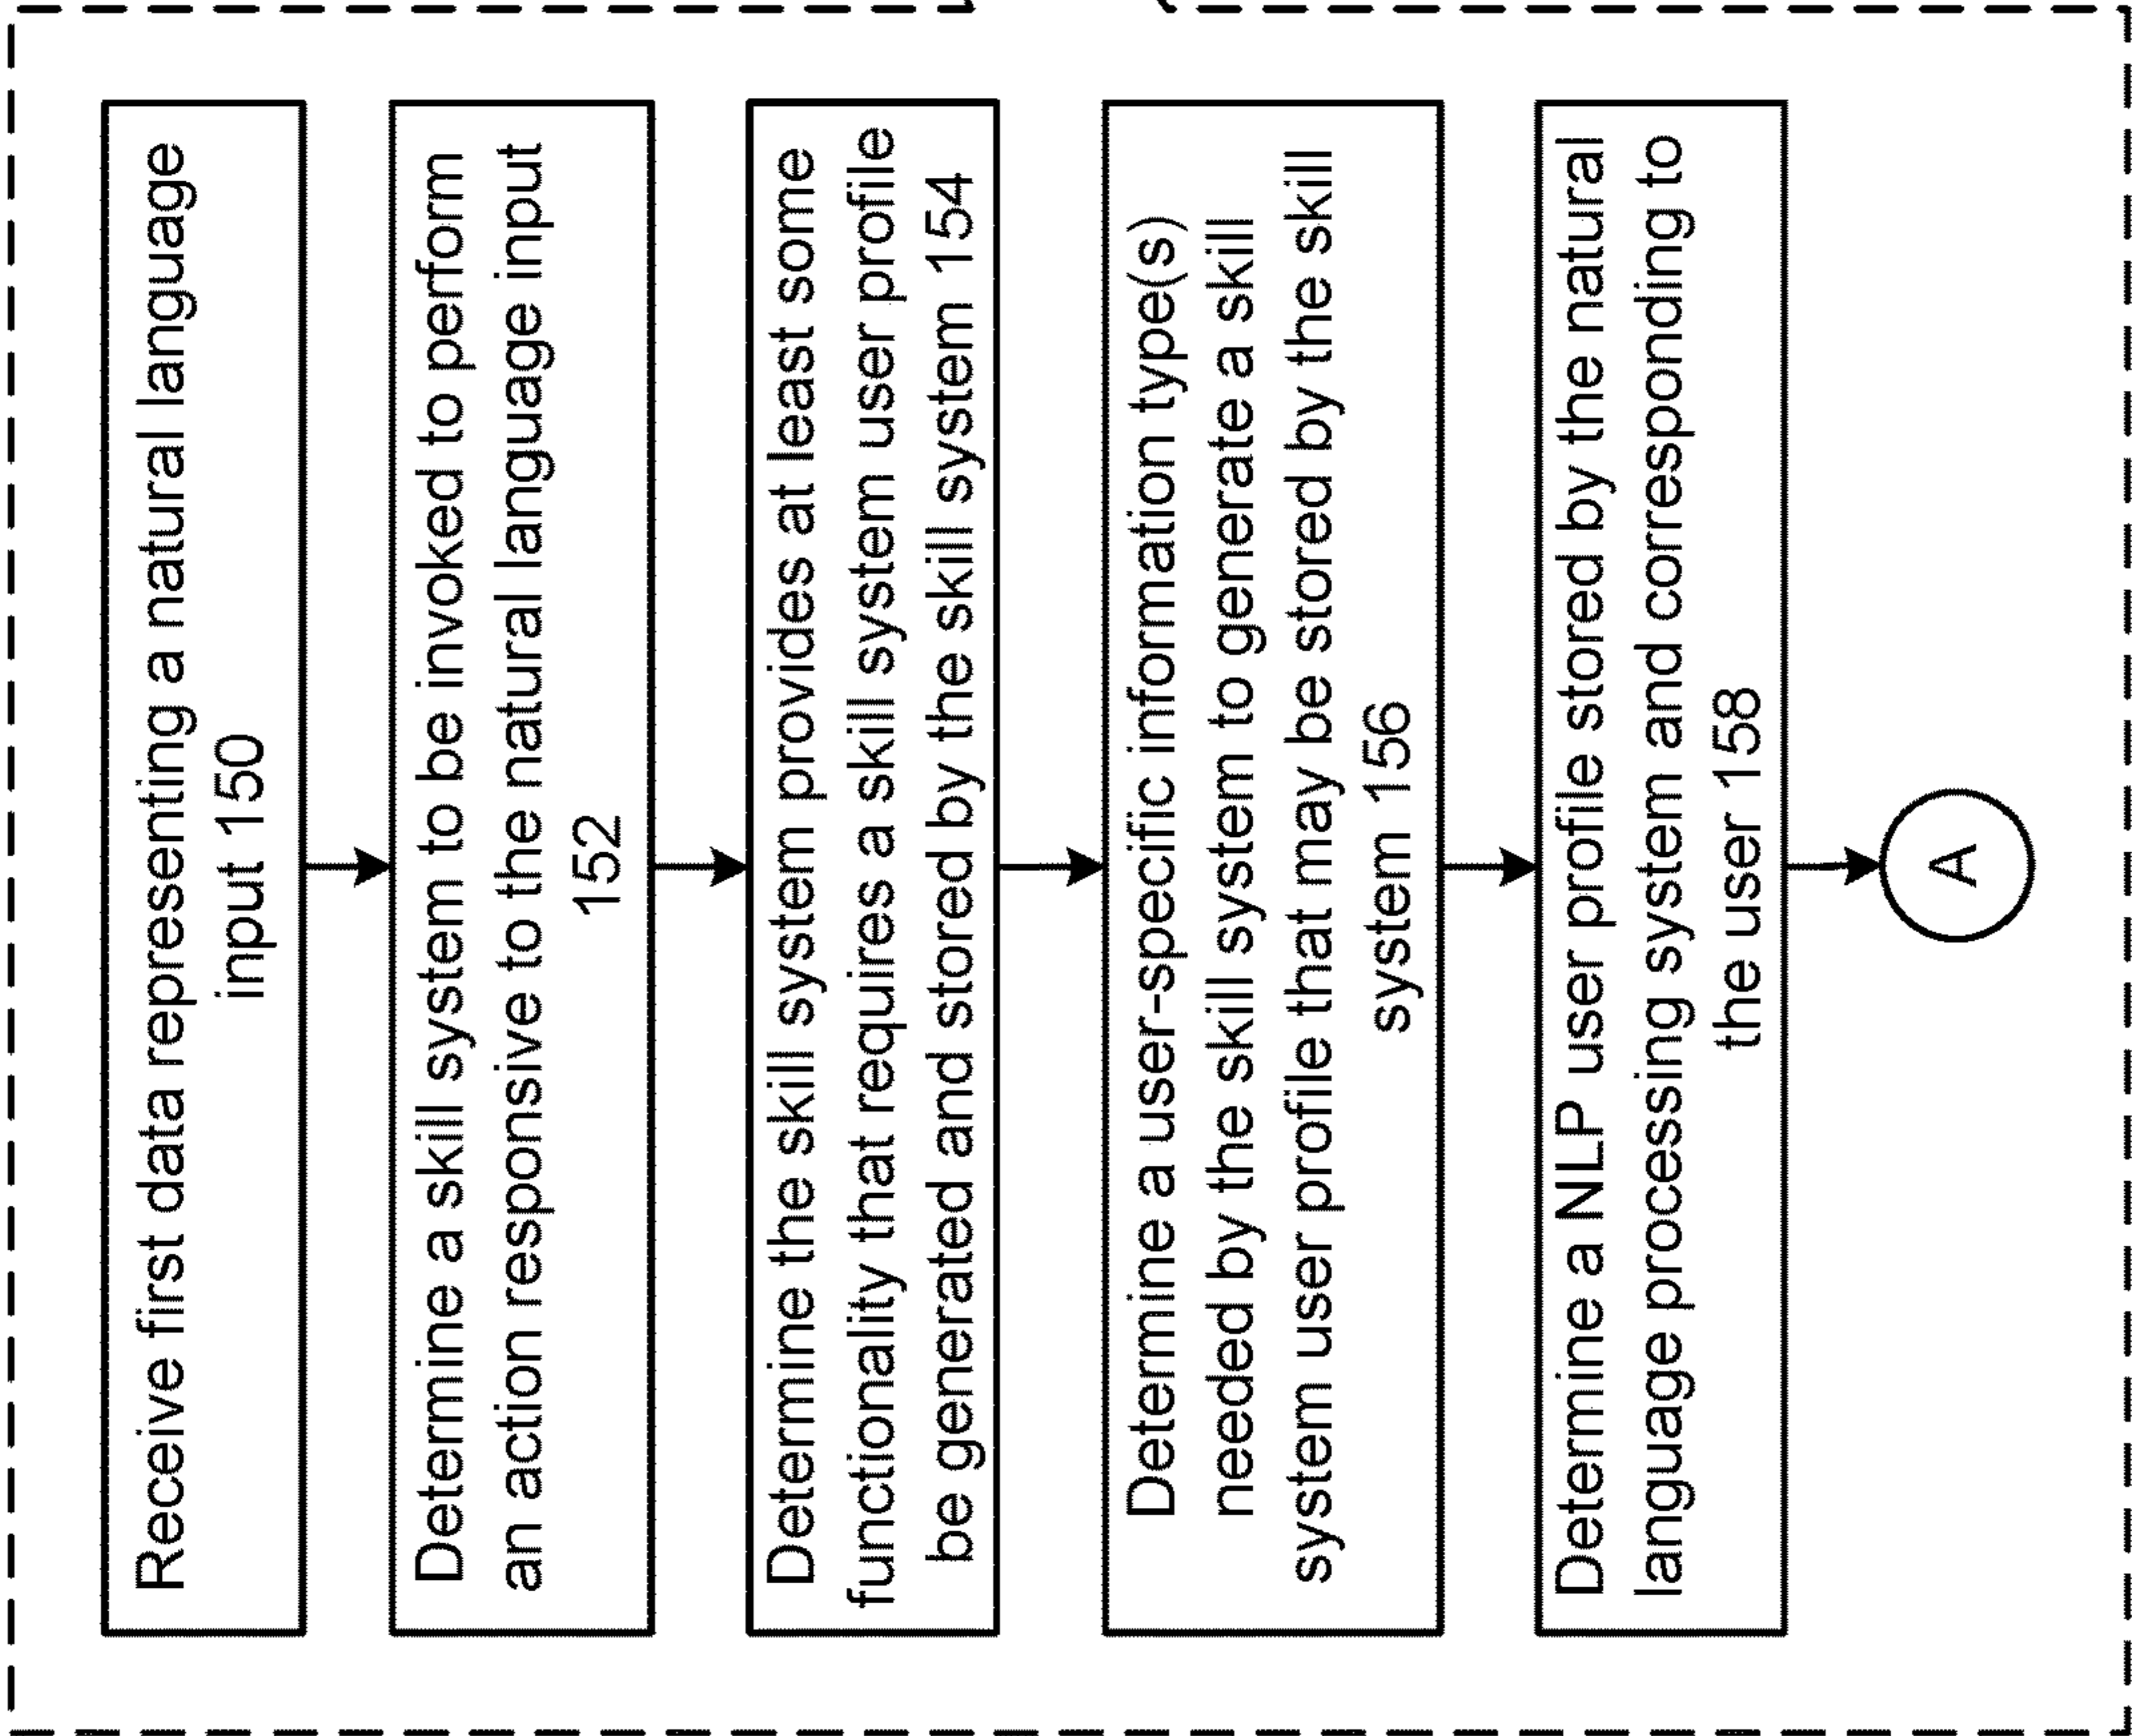 Receive first data representing a natural language
input 150
Determine a skill system to be invoked to perform
an action responsive to the natural language input
152
Determine the skill system provides at least some
functionality that requires a skill system user profile
be generated and stored by the skill system 154
Determine a user-specific information type(s)
needed by the skill system to generate a skill
system user profile that may be stored by the skill
system 156
Determine a NLP user profile stored by the natural
language processing system and corresponding to
the user 158
A